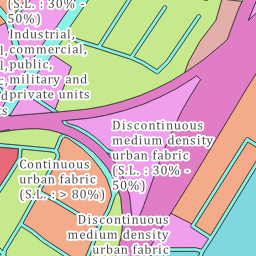 (S.L. : 30% -
50%)
Industrial,
commercial,
public,
military and
private units
Discontinuous
medium density
urban fabric
(S.L. : 30% -
50%)
Continuous
urban fabric
(S.L. : > 80%)
Discontinuous
medium density
urban fabric